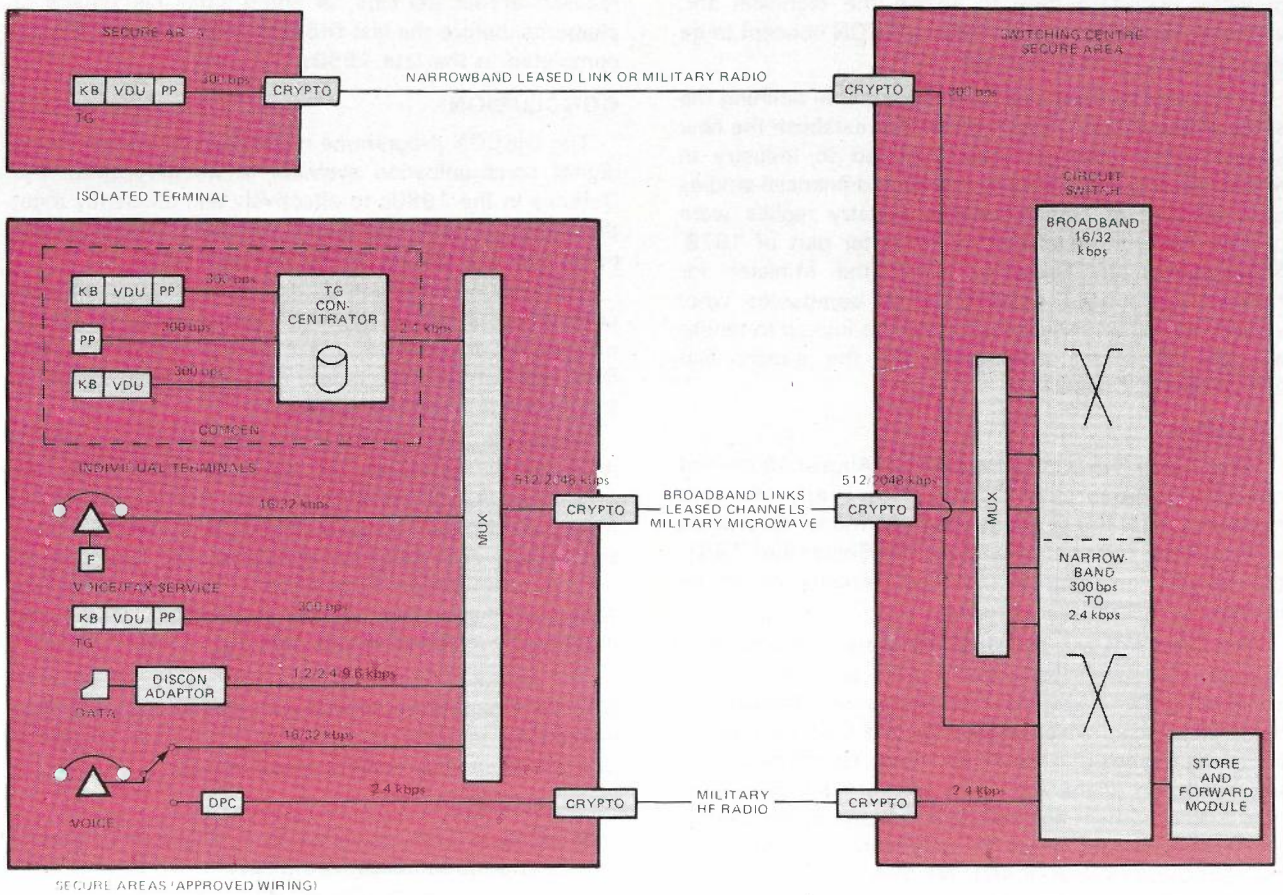 SECURE AREA
KB VDU PP
300 bps
CRYPTO
TG
NARROWBAND LEASED LINK OR MILITARY RADIO
CRYPTO
300 bps
SWITCHING CENTRE
SECURE AREA
ISOLATED TERMINAL
KB VDU PP
300 bps
PP
300 bps
KB VDU
300 bps
TG
CON-
CENTRATOR
2.4 kbps
COMCEN
INDIVIDUAL TERMINALS
16/32 kbps
F
VOICE/FAX SERVICE
KB VDU PP
300 bps
TG
DISCON
ADAPTOR
1.2/2.4/9.6 kbps
DATA
16/32 kbps
DPC
2.4 kbps
VOICE
MUX
512/2048 kbps
CRYPTO
CRYPTO
SECURE AREAS (APPROVED WIRING)
BROADBAND LINKS
LEASED CHANNELS
MILITARY MICROWAVE
MILITARY
HF RADIO
512/2048 kbps
CRYPTO
CRYPTO
2.4 kbps
MUX
CIRCUIT
SWITCH
BROADBAND
16/32
kbps
NARROW-
BAND
300 bps
TO
2.4 kbps
STORE
AND
FORWARD
MODULE